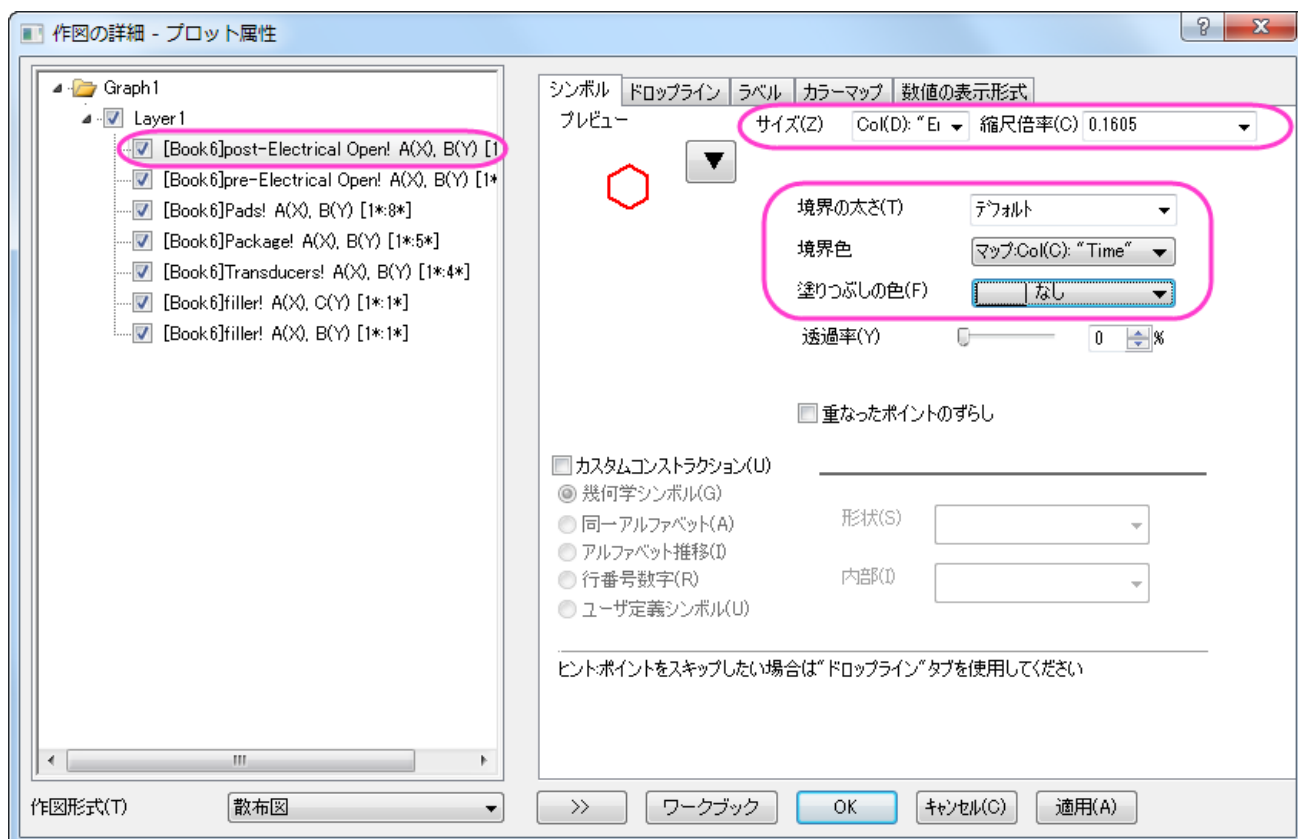 作図の詳細 - プロット属性
Graph1
Layer1
[Book6]post-Electrical Open! A(X), B(Y) [1
[Book6]pre-Electrical Open! A(X), B(Y) [1*
[Book6]Pads! A(X), B(Y) [1*:8*]
[Book6]Package! A(X), B(Y) [1*:5*]
[Book6]Transducers! A(X), B(Y) [1*:4*]
[Book6]filler! A(X), C(Y) [1*:1*]
[Book6]filler! A(X), B(Y) [1*:1*]
作図形式(T) 散布図
シンボル ドロップライン ラベル カラーマップ 数値の表示形式
プレビュー サイズ(Z) Col(D): "Er 縮尺倍率(C) 0.1605
境界の太さ(T) デフォルト
境界色 マップ:Col(C): "Time"
塗りつぶしの色(F) なし
透過率(Y) 0 %
重なったポイントのずらし
カスタムコンストラクション(U)
幾何学シンボル(G)
同一アルファベット(A)
アルファベット推移(I)
行番号数字(R)
ユーザ定義シンボル(U)
形状(S)
内部(I)
ヒント:ポイントをスキップしたい場合は"ドロップライン"タブを使用してください
>> ワークブック OK キャンセル(C) 適用(A)